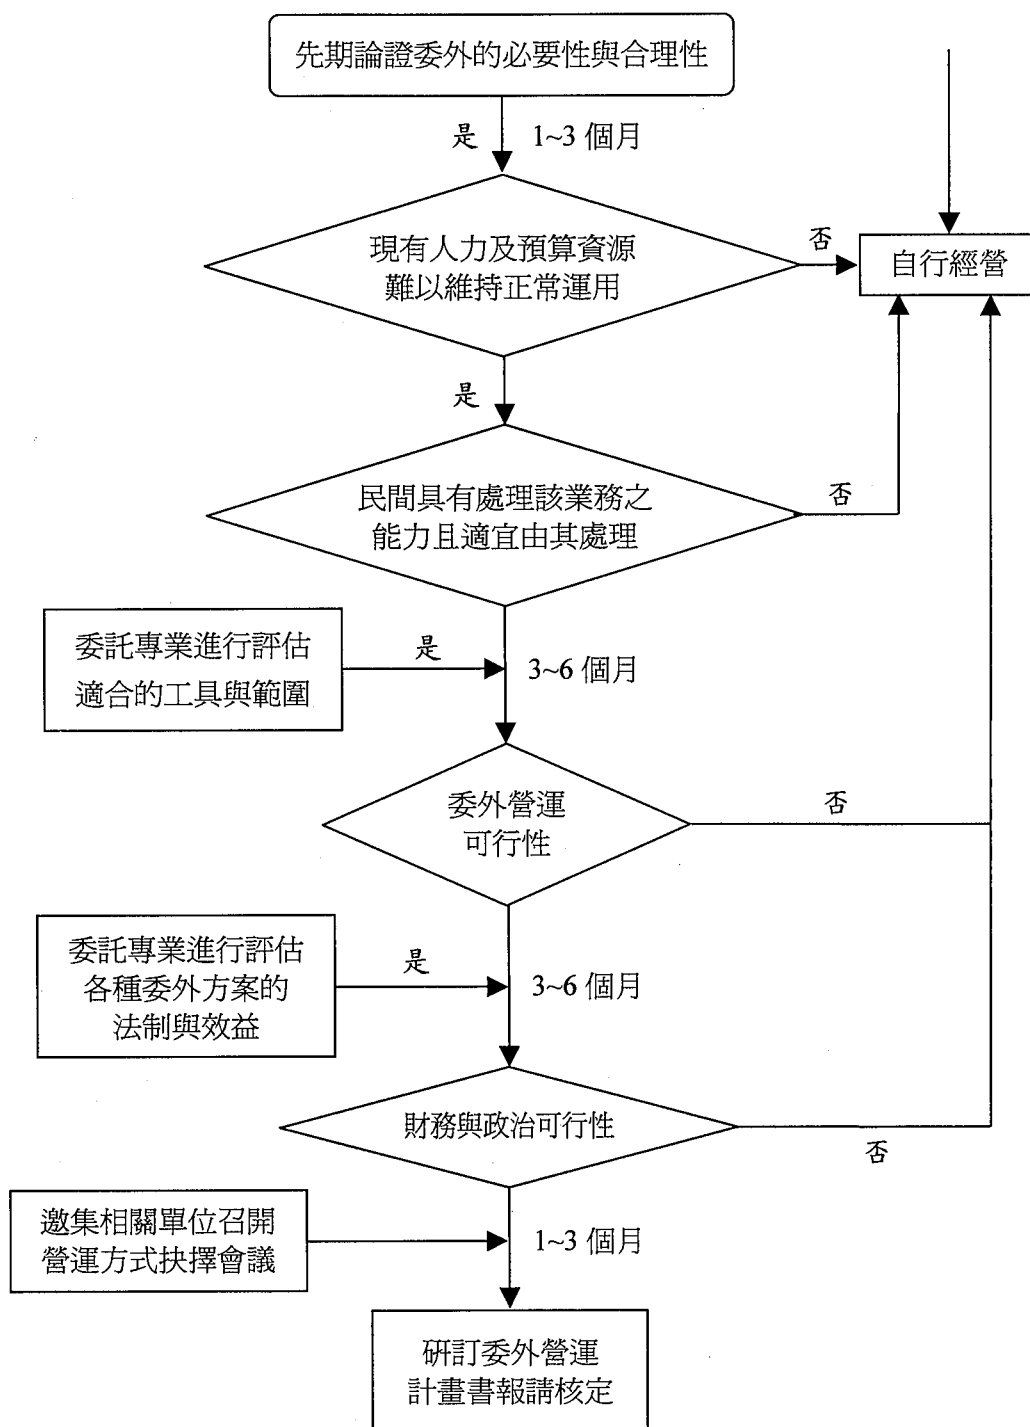 先期論證委外的必要性與合理性
是 1~3 個月
現有人力及預算資源
難以維持正常運用
否
自行經營
是
民間具有處理該業務之
能力且適宜由其處理
否
委託專業進行評估
適合的工具與範圍
是
3~6 個月
委外營運
可行性
否
委託專業進行評估
各種委外方案的
法制與效益
是
3~6 個月
財務與政治可行性
否
邀集相關單位召開
營運方式抉擇會議
1~3 個月
研訂委外營運
計畫書報請核定